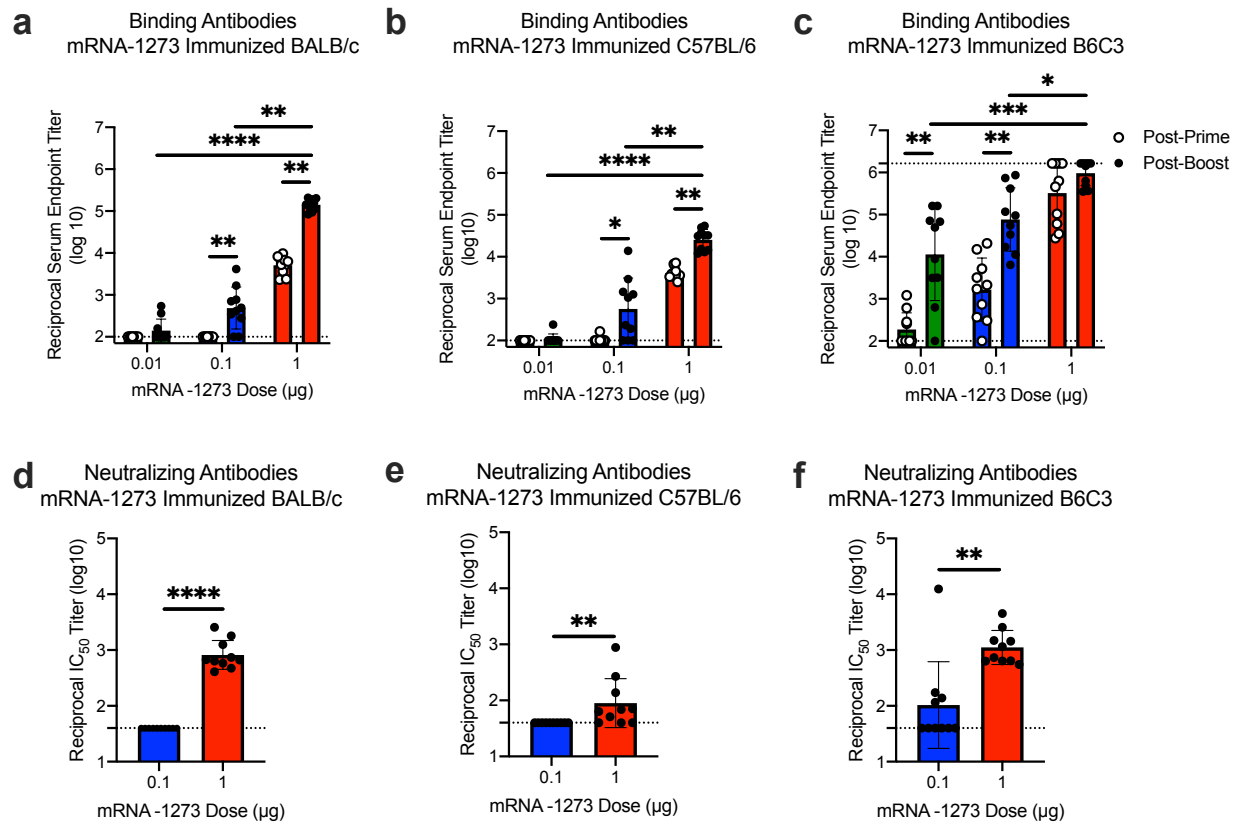 a
Binding Antibodies
mRNA-1273 Immunized BALB/c
Reciprocal Serum Endpoint Titer
(log 10)
7
6
5
4
3
2
**
****
**
**
0.01
0.1
1
mRNA -1273 Dose (µg)
b
Binding Antibodies
mRNA-1273 Immunized C57BL/6
Reciprocal Serum Endpoint Titer
(log10)
7
6
5
4
3
2
**
****
**
*
0.01
0.1
1
mRNA -1273 Dose (µg)
c
Binding Antibodies
mRNA-1273 Immunized B6C3
Reciprocal Serum Endpoint Titer
(log 10)
7
6
5
4
3
2
*
***
**
**
0.01
0.1
1
mRNA -1273 Dose (µg)
Post-Prime
Post-Boost
d
Neutralizing Antibodies
mRNA-1273 Immunized BALB/c
Reciprocal IC50 Titer (log10)
5
4
3
2
1
****
0.1
1
mRNA -1273 Dose (µg)
e
Neutralizing Antibodies
mRNA-1273 Immunized C57BL/6
Reciprocal IC50 Titer (log10)
5
4
3
2
1
**
0.1
1
mRNA -1273 Dose (µg)
f
Neutralizing Antibodies
mRNA-1273 Immunized B6C3
Reciprocal IC50 Titer (log10)
5
4
3
2
1
**
0.1
1
mRNA -1273 Dose (µg)